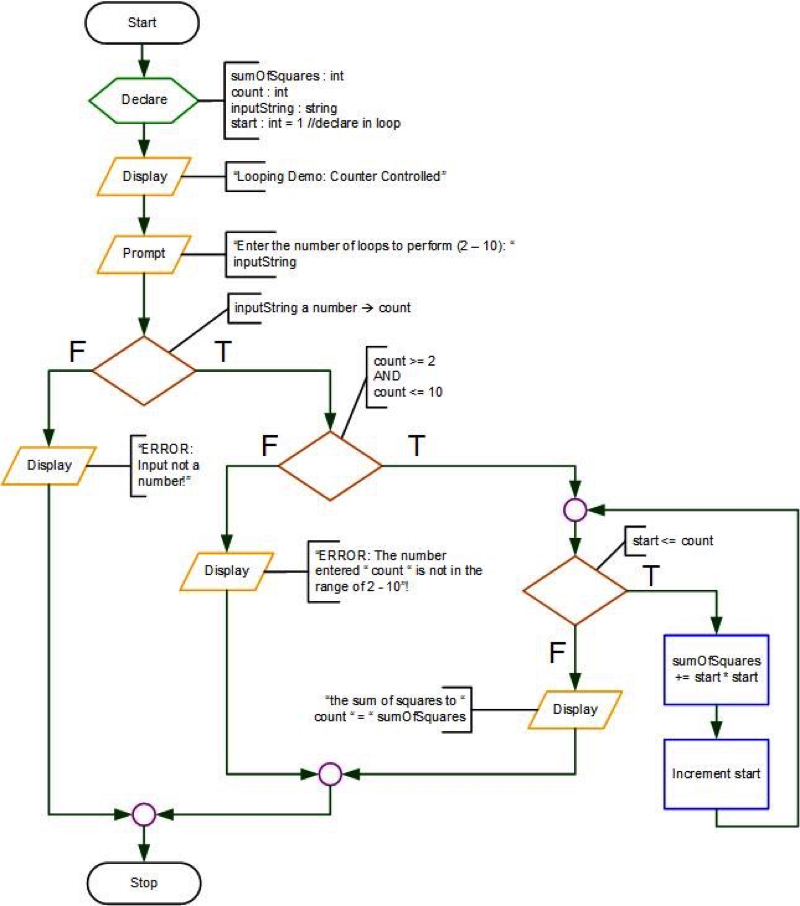 Start
Declare
sumOfSquares : int
count : int
inputString : string
start : int = 1 //declare in loop
Display
“Looping Demo: Counter Controlled”
Prompt
“Enter the number of loops to perform (2 – 10): “
inputString
inputString a number → count
F
T
count >= 2
AND
count <= 10
F
T
Display
“ERROR:
Input not a
number!”
start <= count
Display
“ERROR: The number
entered “ count “ is not in the
range of 2 - 10”!
T
F
sumOfSquares
+= start * start
“the sum of squares to “
count “ = “ sumOfSquares
Display
Increment start
Stop